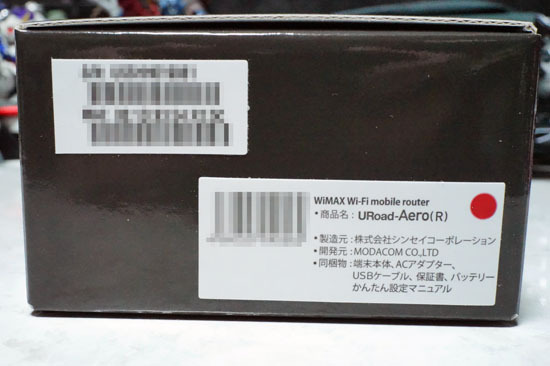 WiMAX Wi-Fi mobile router
・商品名：URoad-Aero(R)
・製造元：株式会社シンセイコーポレーション
・開発元：MODACOM CO.,LTD
・同梱物：端末本体、ACアダプター、
USBケーブル、保証書、バッテリー
かんたん設定マニュアル